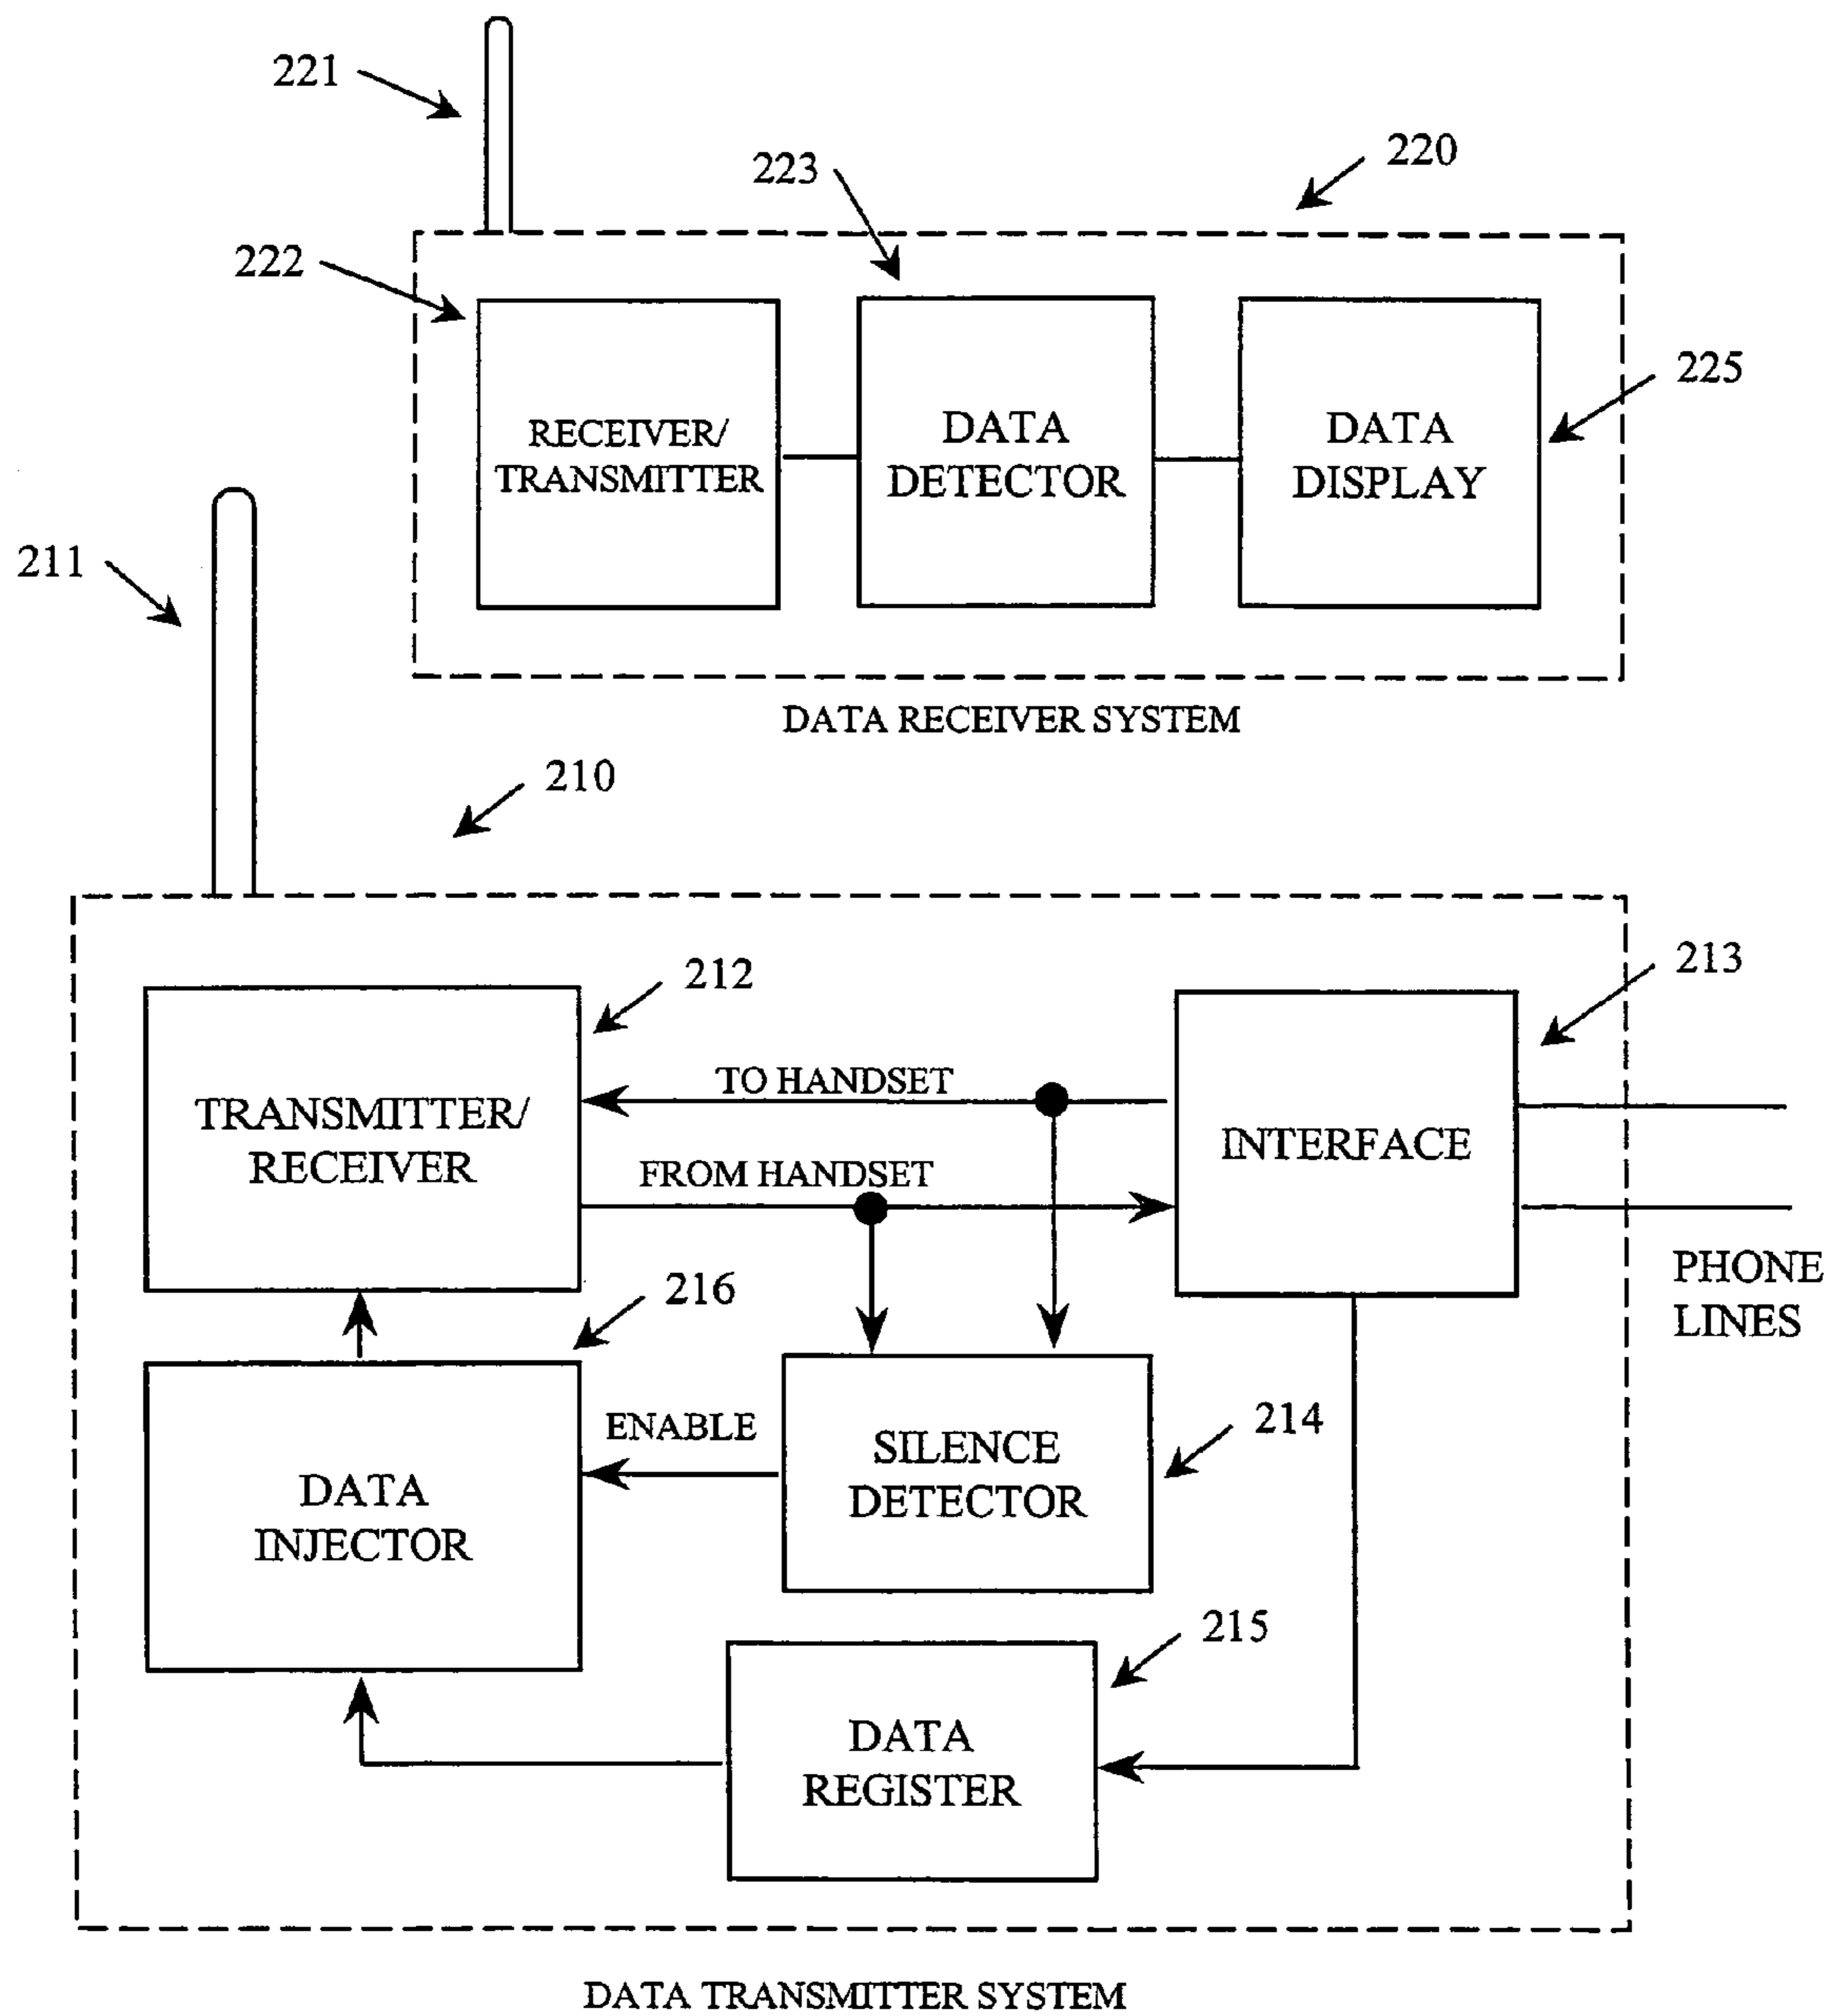 221
220
223
222
225
RECEIVER/
TRANSMITTER
DATA
DETECTOR
DATA
DISPLAY
211
DATA RECEIVER SYSTEM
210
212
213
TO HANDSET
TRANSMITTER/
RECEIVER
INTERFACE
FROM HANDSET
PHONE
LINES
216
214
ENABLE
SILENCE
DETECTOR
DATA
INJECTOR
215
DATA
REGISTER
DATA TRANSMITTER SYSTEM